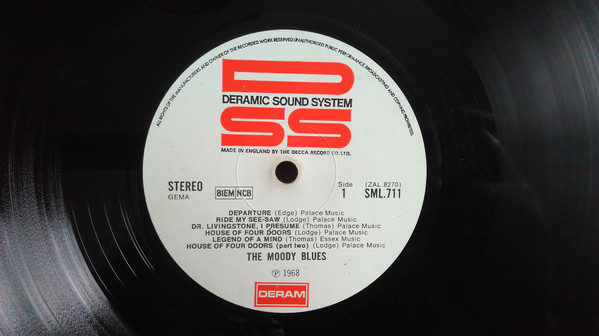 ALL RIGHTS OF THE MANUFACTURERS AND OWNER OF THE RECORDED WORK RESERVED UNAUTHORISED PUBLIC PERFORMANCE, BROADCASTING AND COPYING PROHIBITED.
D
DERAMIC SOUND SYSTEM
SS
MADE IN ENGLAND BY THE DECCA RECORD CO. LTD.
STEREO
GEMA
BIEM NCB
Side
1
(ZAL.8270)
SML.711
DEPARTURE (Edge) Palace Music
RIDE MY SEE-SAW (Lodge) Palace Music
DR. LIVINGSTONE, I PRESUME (Thomas) Palace Music
HOUSE OF FOUR DOORS (Lodge) Palace Music
LEGEND OF A MIND (Thomas) Essex Music
HOUSE OF FOUR DOORS (part two) (Lodge) Palace Music
THE MOODY BLUES
℗ 1968
DERAM